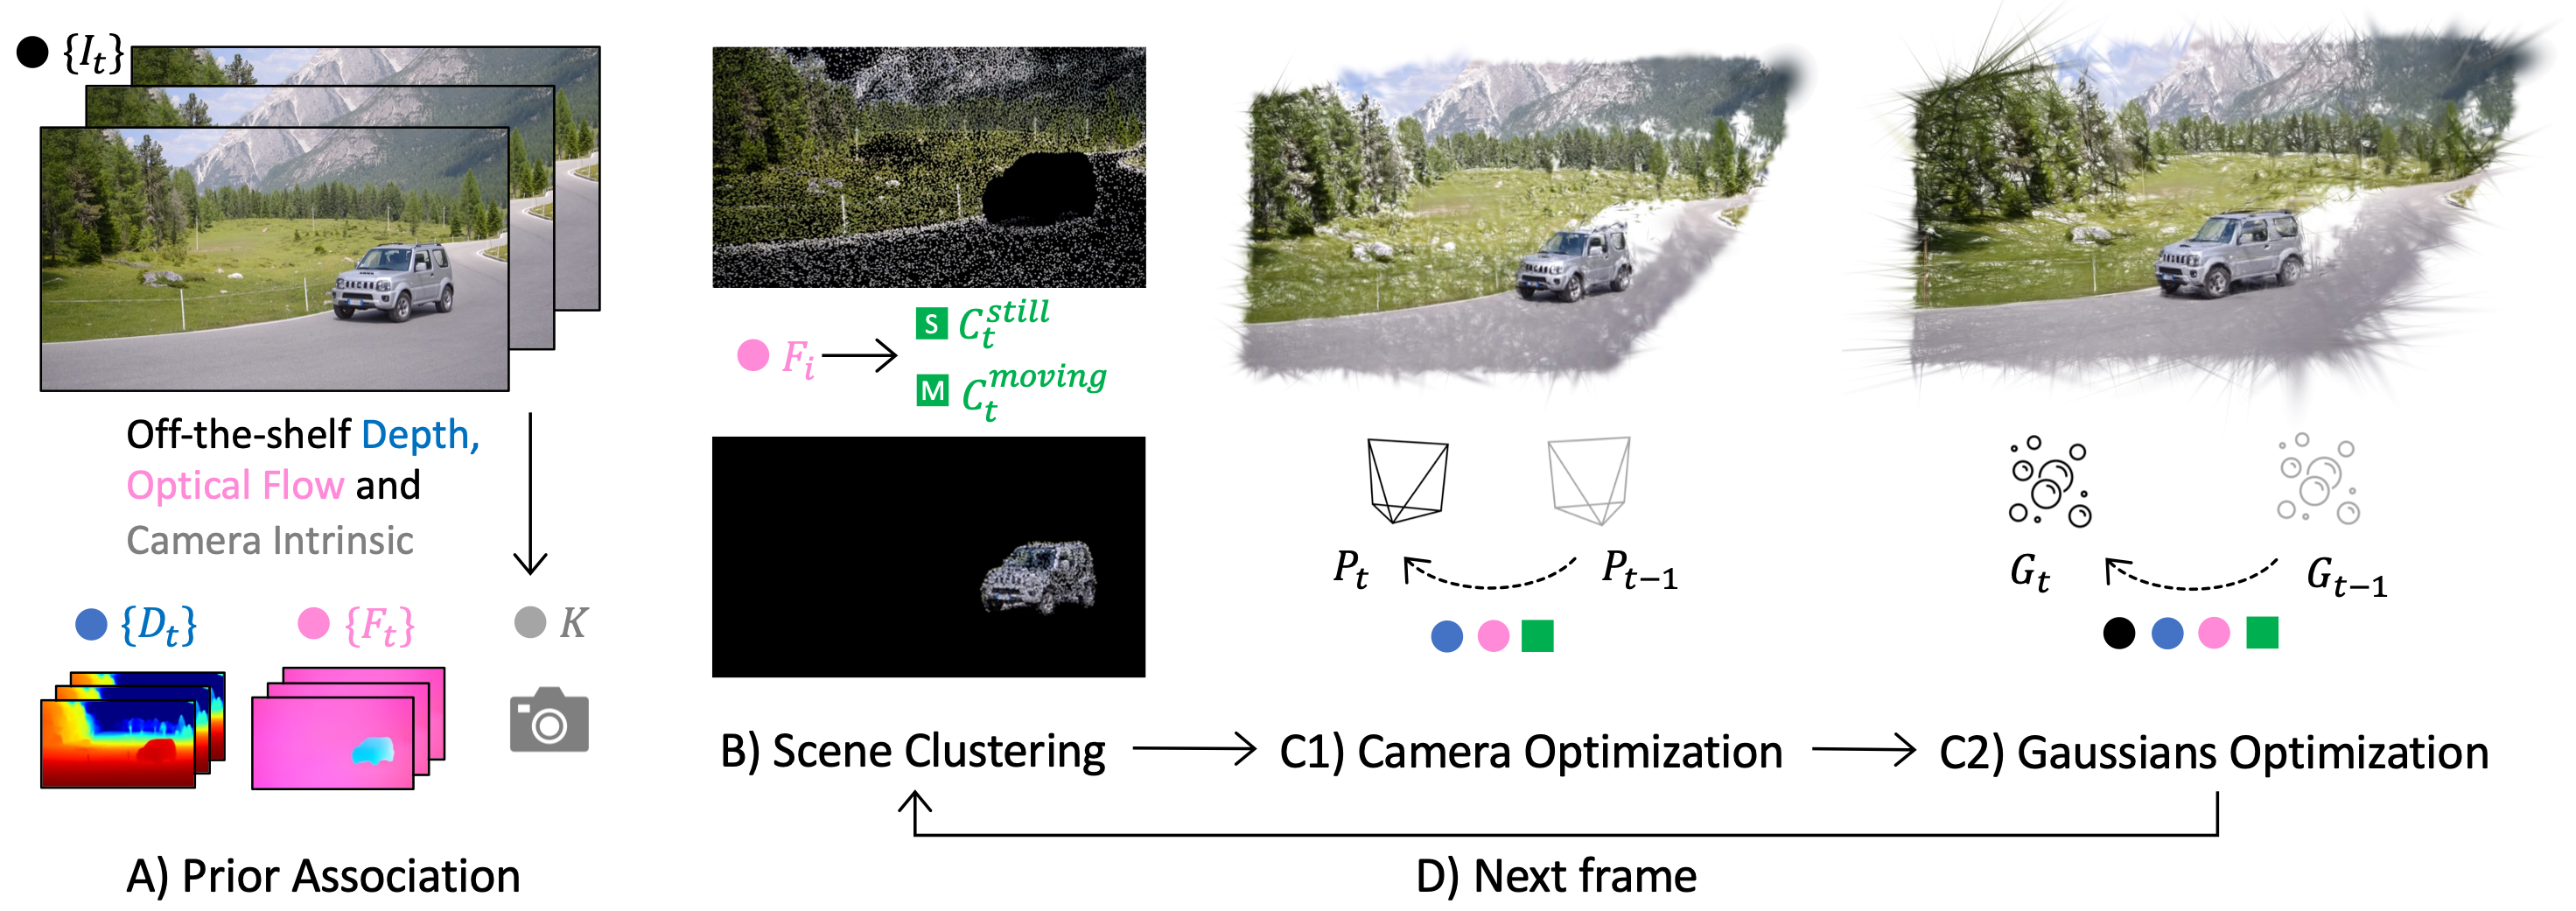 {I_t}
Off-the-shelf Depth,
Optical Flow and
Camera Intrinsic
{D_t} {F_t} K
A) Prior Association
F_i
S C_t^still
M C_t^moving
B) Scene Clustering
P_t P_{t−1}
C1) Camera Optimization
G_t G_{t−1}
C2) Gaussians Optimization
D) Next frame